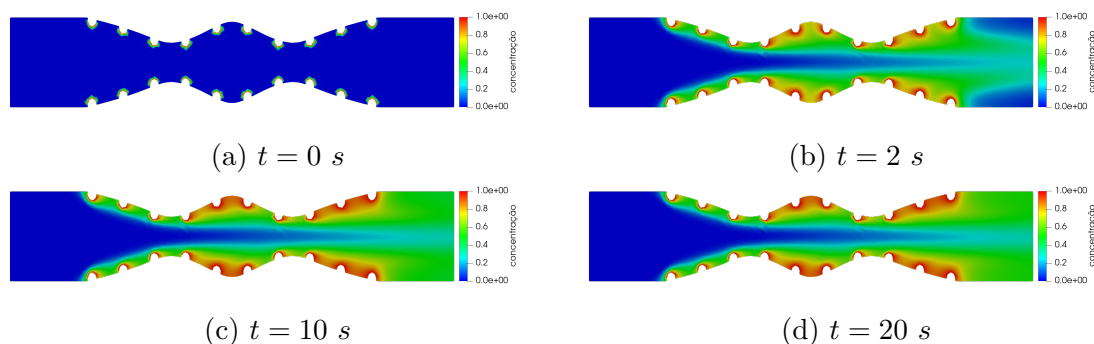 1.0e+00
0.8
0.6
0.4
0.2
0.0e+00
concentração
1.0e+00
0.8
0.6
0.4
0.2
0.0e+00
concentração
(a) t = 0 s
(b) t = 2 s
1.0e+00
0.8
0.6
0.4
0.2
0.0e+00
concentração
1.0e+00
0.8
0.6
0.4
0.2
0.0e+00
concentração
(c) t = 10 s
(d) t = 20 s